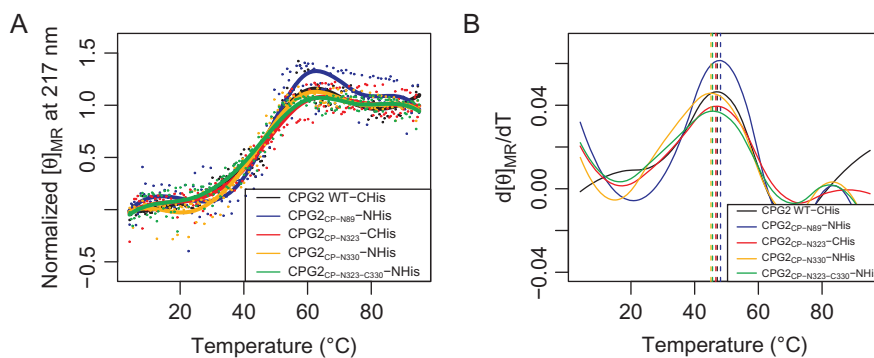 A
Normalized [θ]MR at 217 nm
1.5
1.0
0.5
0.0
−0.5
20 40 60 80
Temperature (°C)
CPG2 WT−CHis
CPG2CP−N89−NHis
CPG2CP−N323−CHis
CPG2CP−N330−NHis
CPG2CP−N323−C330−NHis
B
d[θ]MR/dT
0.04
0.00
−0.04
20 40 60 80
Temperature (°C)
CPG2 WT−CHis
CPG2CP−N89−NHis
CPG2CP−N323−CHis
CPG2CP−N330−NHis
CPG2CP−N323−C330−NHis